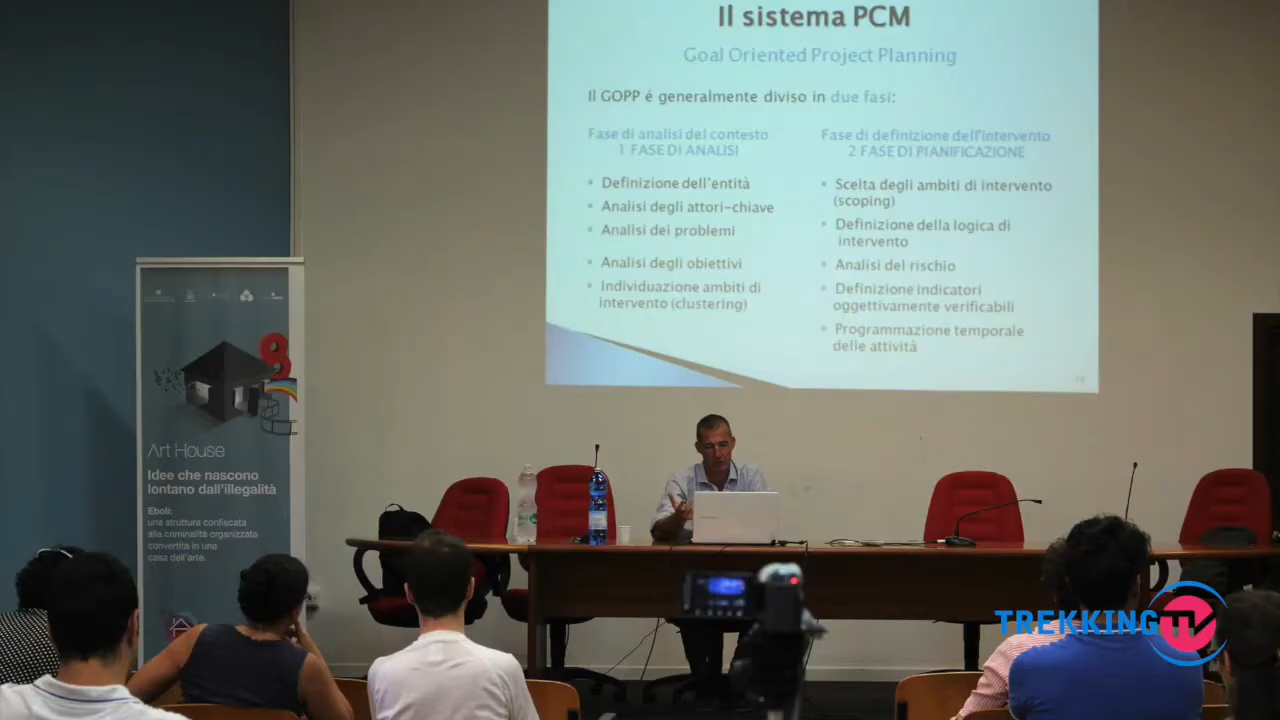 Il sistema PCM
Goal Oriented Project Planning
Il GOPP é generalmente diviso in due fasi:
Fase di analisi del contesto
1 FASE DI ANALISI
• Definizione dell'entità
• Analisi degli attori-chiave
• Analisi dei problemi
• Analisi degli obiettivi
• Individuazione ambiti di
intervento (clustering)
Fase di definizione dell'intervento
2 FASE DI PIANIFICAZIONE
• Scelta degli ambiti di intervento
(scoping)
• Definizione della logica di
intervento
• Analisi del rischio
• Definizione indicatori
oggettivamente verificabili
• Programmazione temporale
delle attività
8
Art House
Idee che nascono
lontano dall'illegalità
Eboli:
una struttura confiscata
alla criminalità organizzata
convertita in una
casa dell'arte.
TREKKING TV